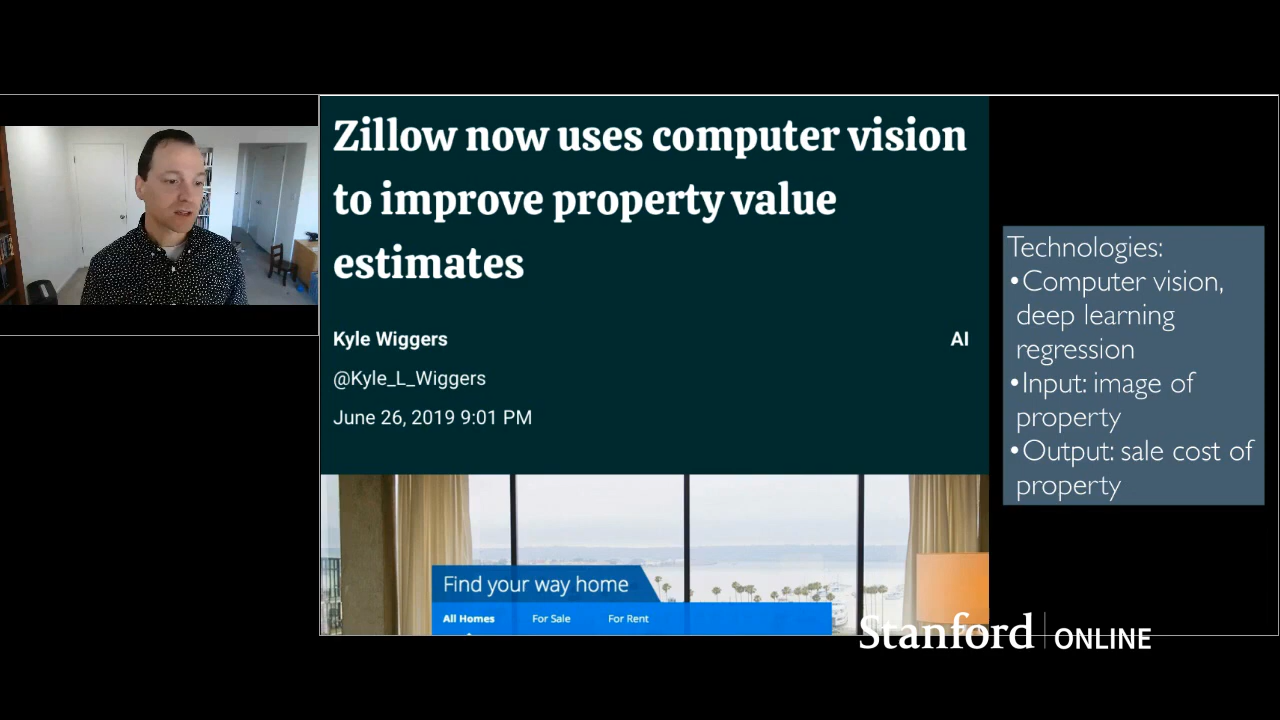 Zillow now uses computer vision
to improve property value
estimates
Kyle Wiggers
AI
@Kyle_L_Wiggers
June 26, 2019 9:01 PM
Find your way home
All Homes For Sale For Rent
Technologies:
•Computer vision,
deep learning
regression
•Input: image of
property
•Output: sale cost of
property
Stanford | ONLINE